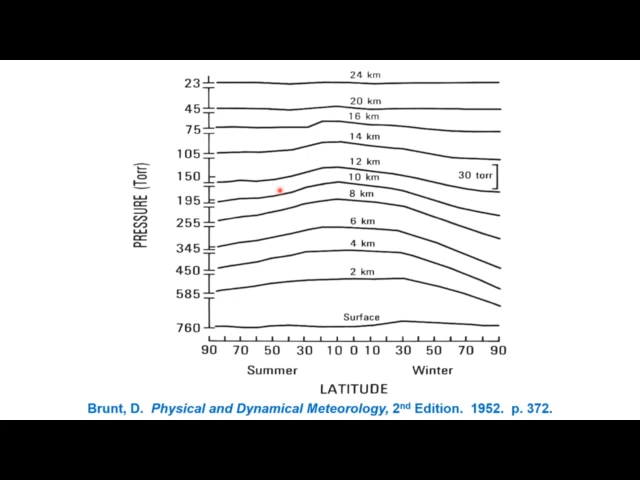 24 km
23
20 km
45
16 km
75
14 km
105
12 km
150
10 km
30 torr
8 km
195
6 km
255
4 km
345
2 km
450
585
Surface
760
PRESSURE (Torr)
90 70 50 30 10 0 10 30 50 70 90
Summer Winter
LATITUDE
Brunt, D. Physical and Dynamical Meteorology, 2nd Edition. 1952. p. 372.